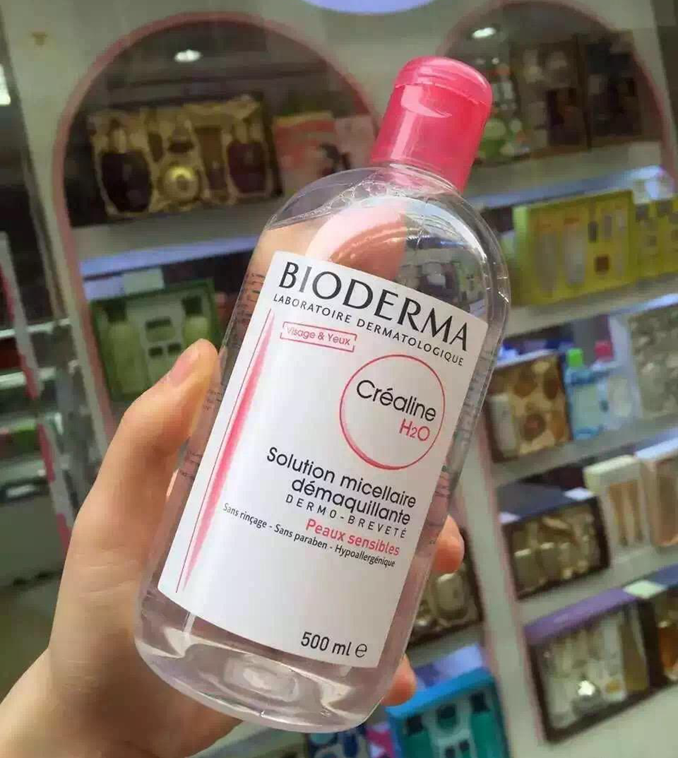 BIODERMA
LABORATOIRE DERMATOLOGIQUE
Visage & Yeux
Créaline
H2O
Solution micellaire
démaquillante
DERMO-BREVETÉ
Peaux sensibles
Sans rinçage - Sans paraben - Hypoallergénique
500 ml e